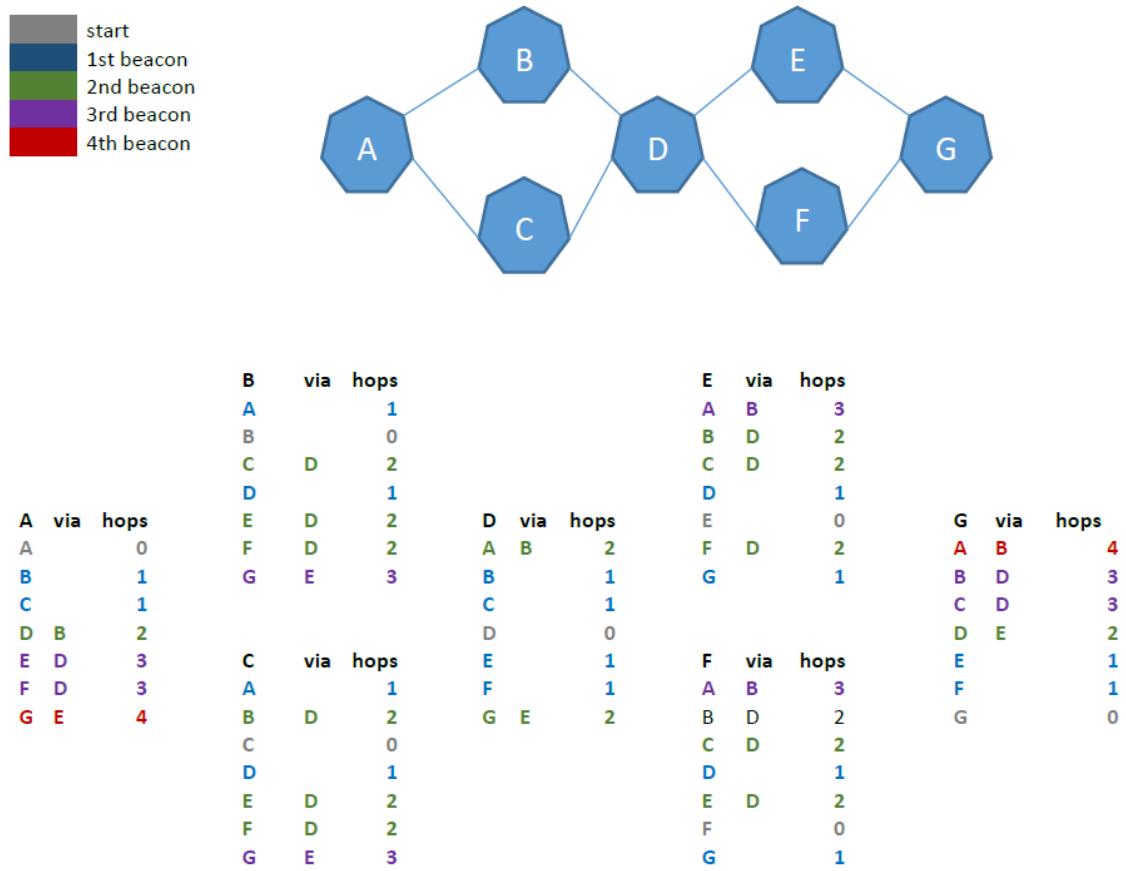 start
1st beacon
2nd beacon
3rd beacon
4th beacon
B
E
A
D
G
C
F
A via hops
A 0
B 1
C 1
D B 2
E D 3
F D 3
G E 4
B via hops
A 1
B 0
C D 2
D 1
E D 2
F D 2
G E 3
C via hops
A 1
B D 2
C 0
D 1
E D 2
F D 2
G E 3
D via hops
A B 2
B 1
C 1
D 0
E 1
F 1
G E 2
E via hops
A B 3
B D 2
C D 2
D 1
E 0
F D 2
G 1
F via hops
A B 3
B D 2
C D 2
D 1
E D 2
F 0
G 1
G via hops
A B 4
B D 3
C D 3
D E 2
E 1
F 1
G 0